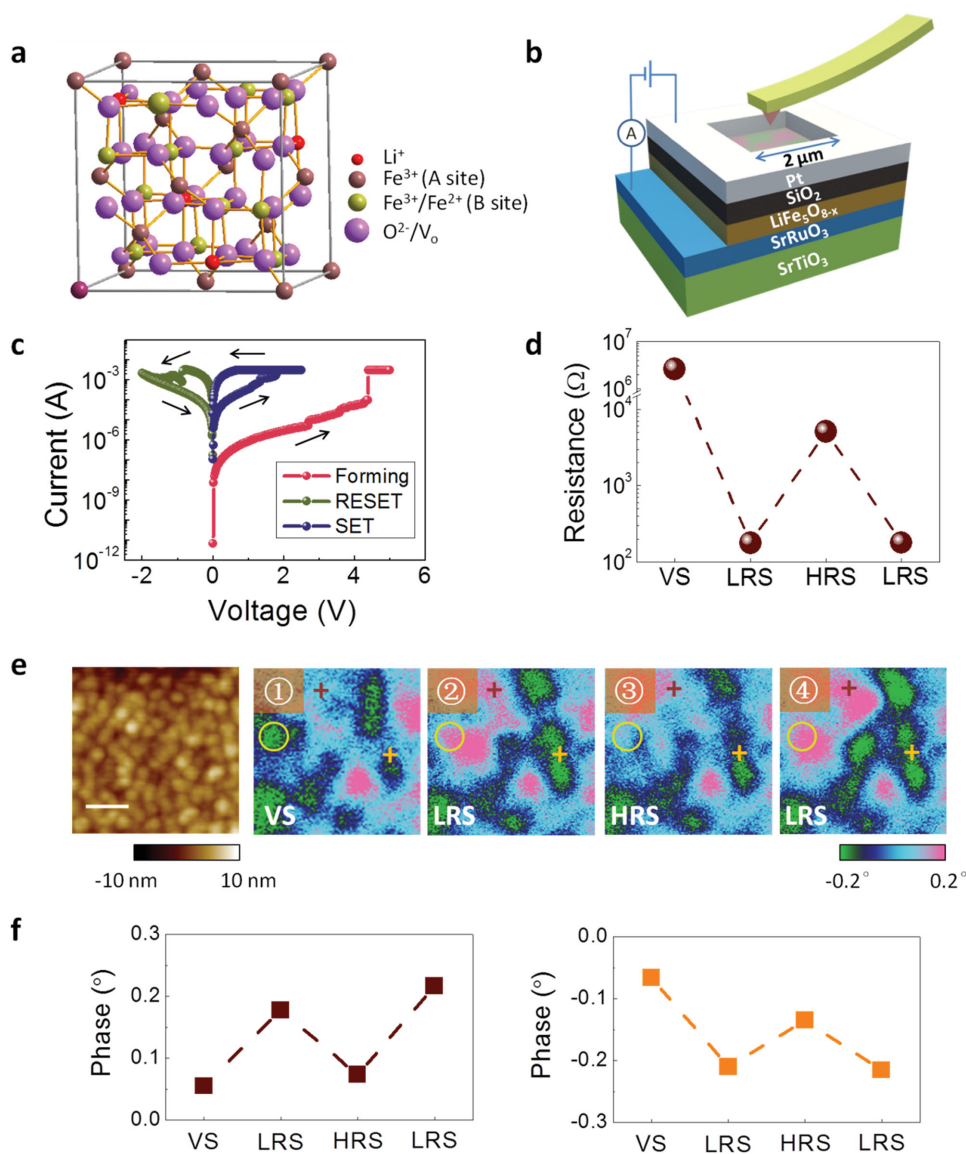 a
Li⁺
Fe³⁺ (A site)
Fe³⁺/Fe²⁺ (B site)
O²⁻/Vₒ
b
A
2 μm
Pt
SiO₂
LiFe₅O₈₋ₓ
SrRuO₃
SrTiO₃
c
Current (A)
10⁻³
10⁻⁶
10⁻⁹
10⁻¹²
Forming
RESET
SET
-2 0 2 4 6
Voltage (V)
d
Resistance (Ω)
10⁷
10⁶
10⁴
10³
10²
VS LRS HRS LRS
e
① ② ③ ④
VS LRS HRS LRS
-10 nm 10 nm
-0.2° 0.2°
f
Phase (°)
0.3
0.2
0.1
0.0
VS LRS HRS LRS
Phase (°)
0.0
-0.1
-0.2
-0.3
VS LRS HRS LRS